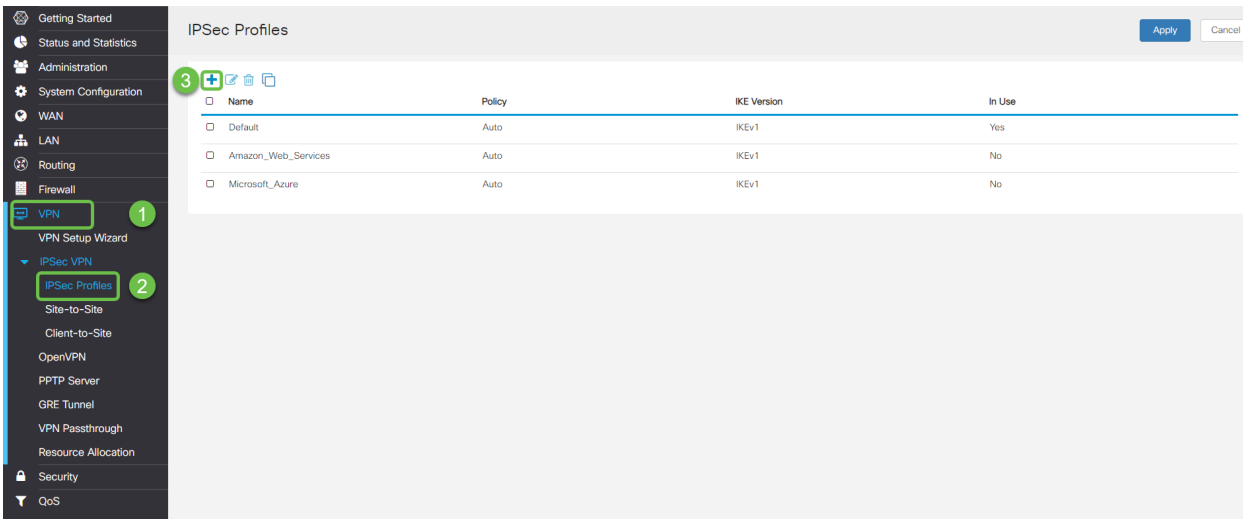 Getting Started
Status and Statistics
Administration
System Configuration
WAN
LAN
Routing
Firewall
VPN 1
VPN Setup Wizard
IPSec VPN
IPSec Profiles 2
Site-to-Site
Client-to-Site
OpenVPN
PPTP Server
GRE Tunnel
VPN Passthrough
Resource Allocation
Security
QoS
IPSec Profiles
Apply Cancel
3
Name Policy IKE Version In Use
Default Auto IKEv1 Yes
Amazon_Web_Services Auto IKEv1 No
Microsoft_Azure Auto IKEv1 No